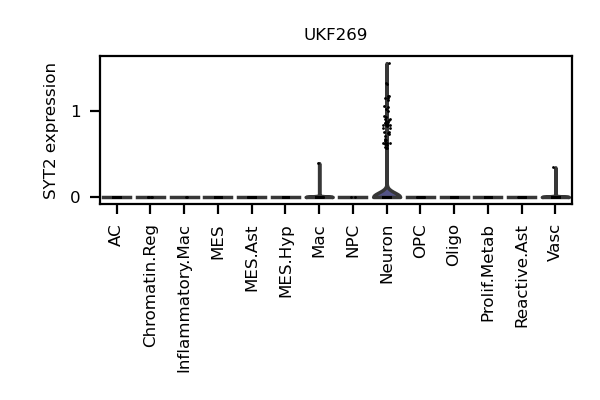 UKF269
SYT2 expression
1
0
AC
Chromatin.Reg
Inflammatory.Mac
MES
MES.Ast
MES.Hyp
Mac
NPC
Neuron
OPC
Oligo
Prolif.Metab
Reactive.Ast
Vasc